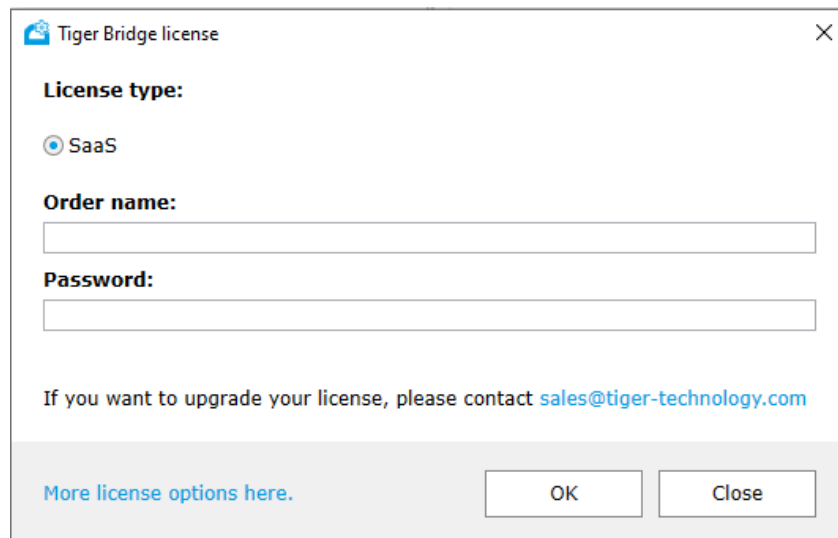 Tiger Bridge license
License type:
SaaS
Order name:
Password:
If you want to upgrade your license, please contact sales@tiger-technology.com
More license options here.
OK
Close